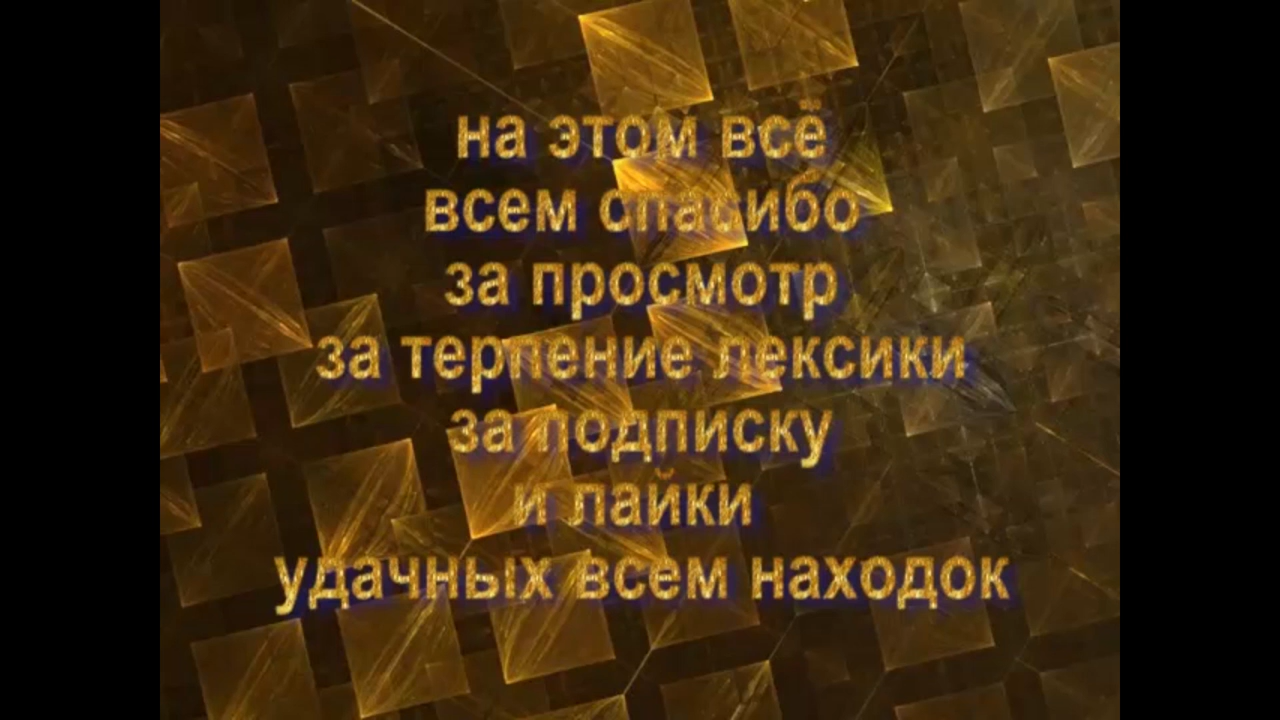 на этом всё
всем спасибо
за просмотр
за терпение лексики
за подписку
и лайки
удачных всем находок